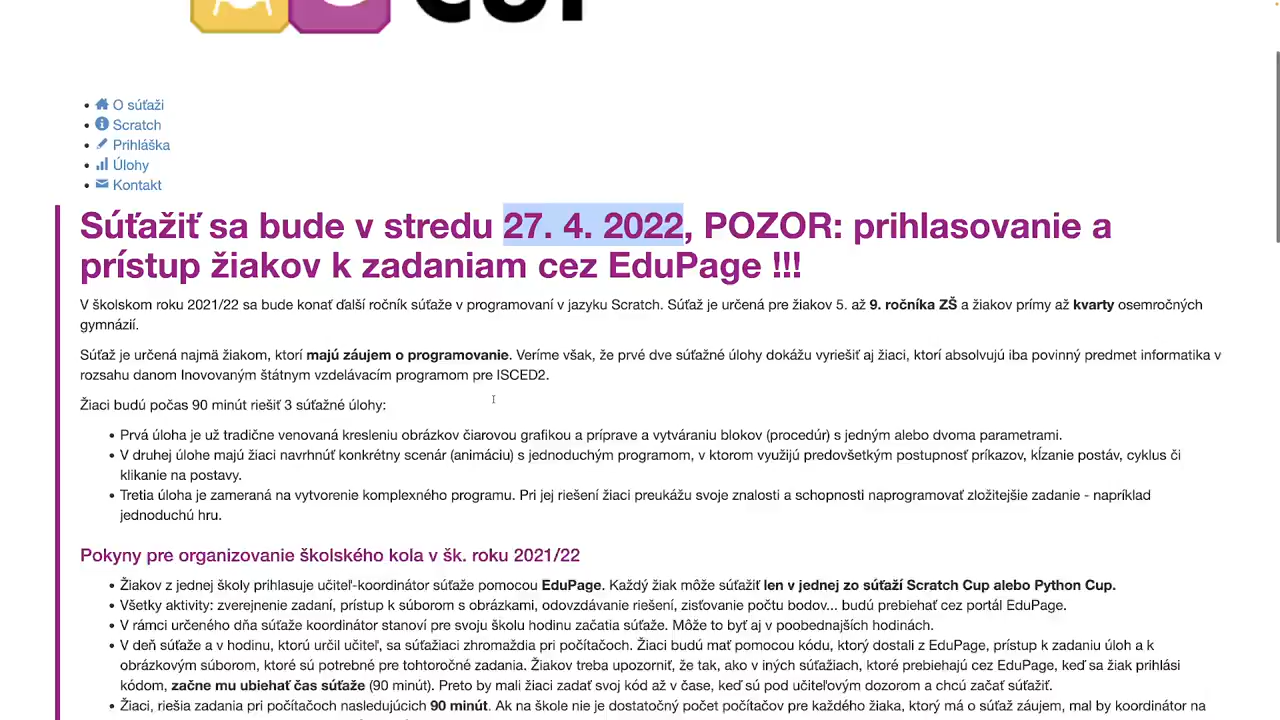 O súťaži
Scratch
Prihláška
Úlohy
Kontakt
Súťažiť sa bude v stredu 27. 4. 2022, POZOR: prihlasovanie a
prístup žiakov k zadaniam cez EduPage !!!
V školskom roku 2021/22 sa bude konať ďalší ročník súťaže v programovaní v jazyku Scratch. Súťaž je určená pre žiakov 5. až 9. ročníka ZŠ a žiakov prímy až kvarty osemročných
gymnázií.
Súťaž je určená najmä žiakom, ktorí majú záujem o programovanie. Veríme však, že prvé dve súťažné úlohy dokážu vyriešiť aj žiaci, ktorí absolvujú iba povinný predmet informatika v
rozsahu danom Inovovaným štátnym vzdelávacím programom pre ISCED2.
Žiaci budú počas 90 minút riešiť 3 súťažné úlohy:
Prvá úloha je už tradične venovaná kresleniu obrázkov čiarovou grafikou a príprave a vytváraniu blokov (procedúr) s jedným alebo dvoma parametrami.
V druhej úlohe majú žiaci navrhnúť konkrétny scenár (animáciu) s jednoduchým programom, v ktorom využijú predovšetkým postupnosť príkazov, kĺzanie postáv, cyklus či
klikanie na postavy.
Tretia úloha je zameraná na vytvorenie komplexného programu. Pri jej riešení žiaci preukážu svoje znalosti a schopnosti naprogramovať zložitejšie zadanie - napríklad
jednoduchú hru.
Pokyny pre organizovanie školského kola v šk. roku 2021/22
Žiakov z jednej školy prihlasuje učiteľ-koordinátor súťaže pomocou EduPage. Každý žiak môže súťažiť len v jednej zo súťaží Scratch Cup alebo Python Cup.
Všetky aktivity: zverejnenie zadaní, prístup k súborom s obrázkami, odovzdávanie riešení, zisťovanie počtu bodov... budú prebiehať cez portál EduPage.
V rámci určeného dňa súťaže koordinátor stanoví pre svoju školu hodinu začatia súťaže. Môže to byť aj v poobednajších hodinách.
V deň súťaže a v hodinu, ktorú určil učiteľ, sa súťažiaci zhromaždia pri počítačoch. Žiaci budú mať pomocou kódu, ktorý dostali z EduPage, prístup k zadaniu úloh a k
obrázkovým súborom, ktoré sú potrebné pre tohtoročné zadania. Žiakov treba upozorniť, že tak, ako v iných súťažiach, ktoré prebiehajú cez EduPage, keď sa žiak prihlási
kódom, začne mu ubiehať čas súťaže (90 minút). Preto by mali žiaci zadať svoj kód až v čase, keď sú pod učiteľovým dozorom a chcú začať súťažiť.
Žiaci, riešia zadania pri počítačoch nasledujúcich 90 minút. Ak na škole nie je dostatočný počet počítačov pre každého žiaka, ktorý má o súťaž záujem, mal by koordinátor na